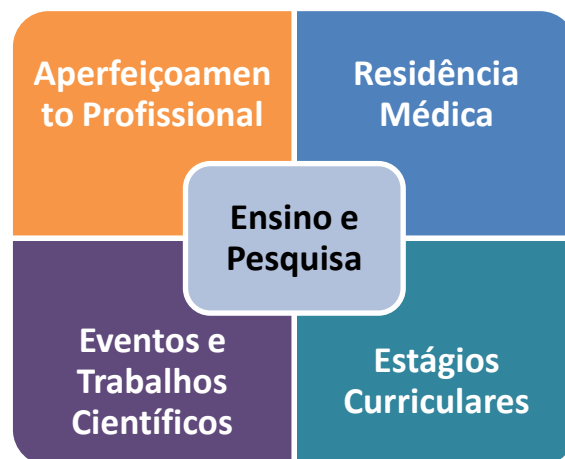 Aperfeiçoamen
to Profissional
Residência
Médica
Ensino e
Pesquisa
Eventos e
Trabalhos
Científicos
Estágios
Curriculares